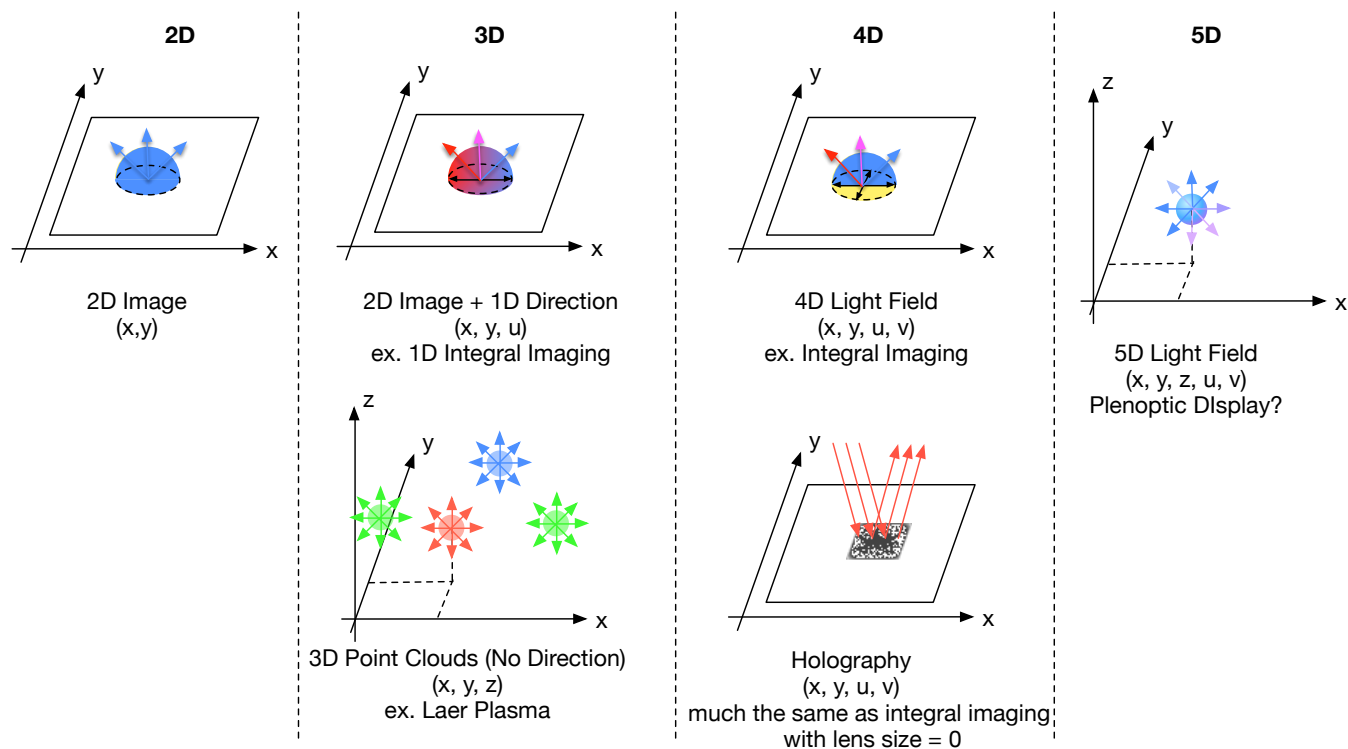 2D
y
x
2D Image
(x,y)
3D
y
x
2D Image + 1D Direction
(x, y, u)
ex. 1D Integral Imaging
z
y
x
3D Point Clouds (No Direction)
(x, y, z)
ex. Laer Plasma
4D
y
x
4D Light Field
(x, y, u, v)
ex. Integral Imaging
y
x
Holography
(x, y, u, v)
much the same as integral imaging
with lens size = 0
5D
z
y
x
5D Light Field
(x, y, z, u, v)
Plenoptic DIsplay?